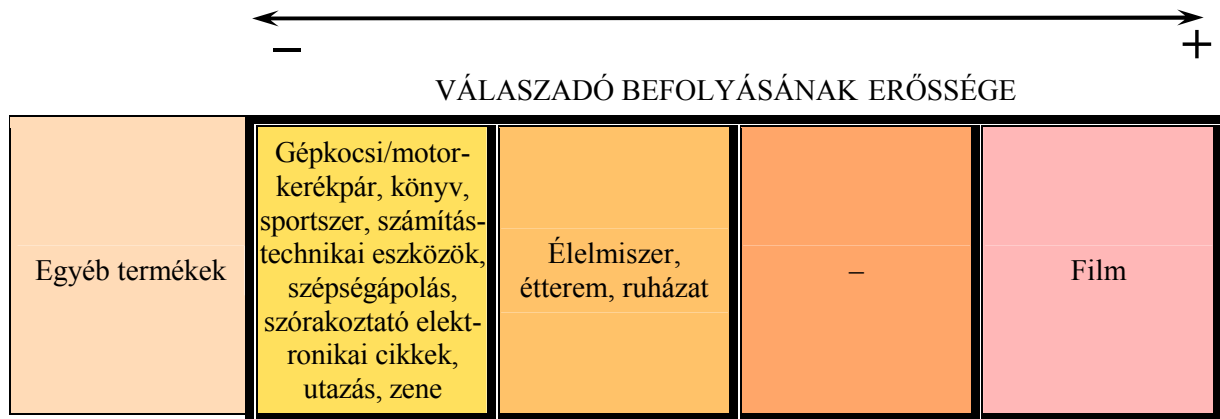 – +
VÁLASZADÓ BEFOLYÁSÁNAK ERŐSSÉGE
Egyéb termékek
Gépkocsi/motor-
kerékpár, könyv,
sportszer, számítás-
technikai eszközök,
szépségápolás,
szórakoztató elekt-
ronikai cikkek,
utazás, zene
Élelmiszer,
étterem, ruházat
–
Film